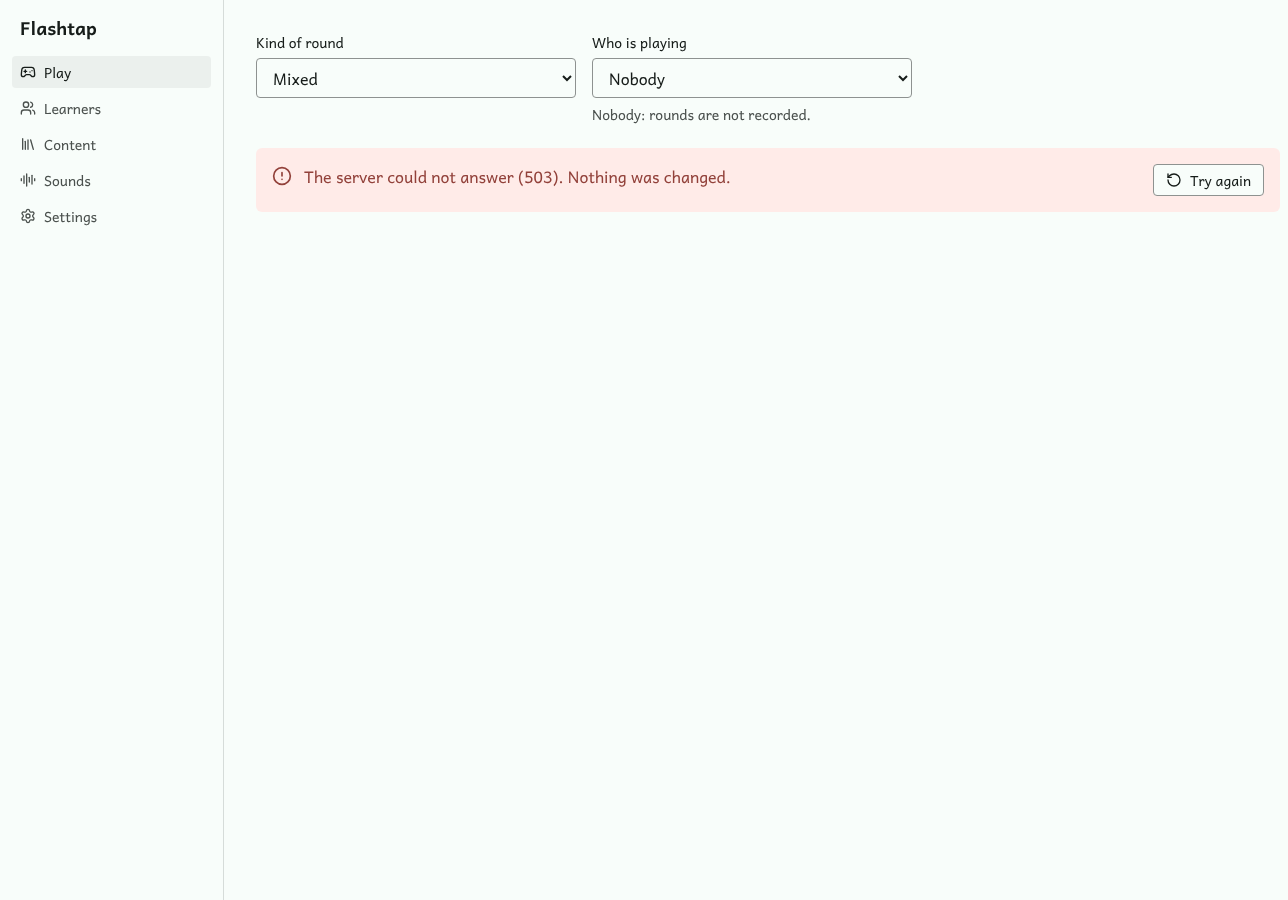 Flashtap
Play
Learners
Content
Sounds
Settings
Kind of round
Mixed
Who is playing
Nobody
Nobody: rounds are not recorded.
The server could not answer (503). Nothing was changed.
Try again